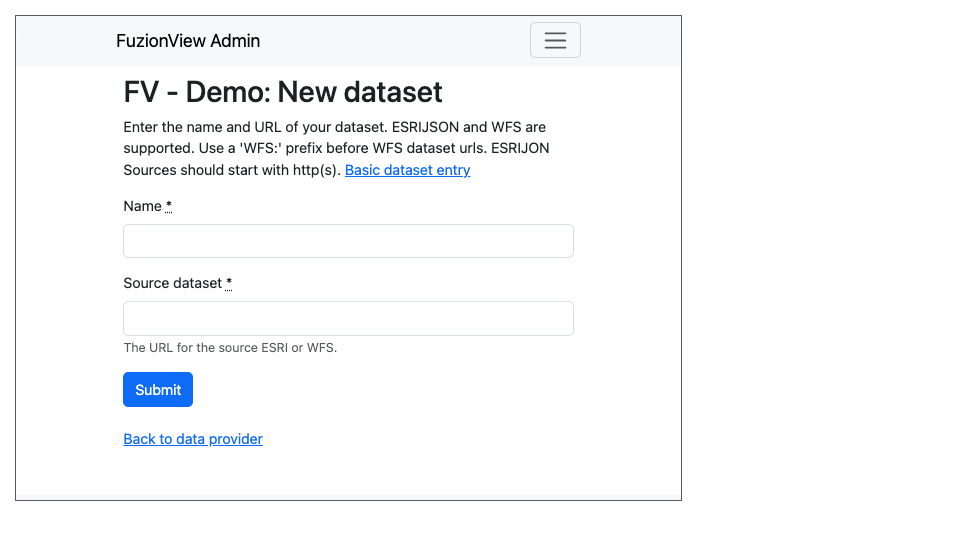 FuzionView Admin
FV - Demo: New dataset
Enter the name and URL of your dataset. ESRIJSON and WFS are
supported. Use a 'WFS:' prefix before WFS dataset urls. ESRIJON
Sources should start with http(s). Basic dataset entry
Name *
Source dataset *
The URL for the source ESRI or WFS.
Submit
Back to data provider